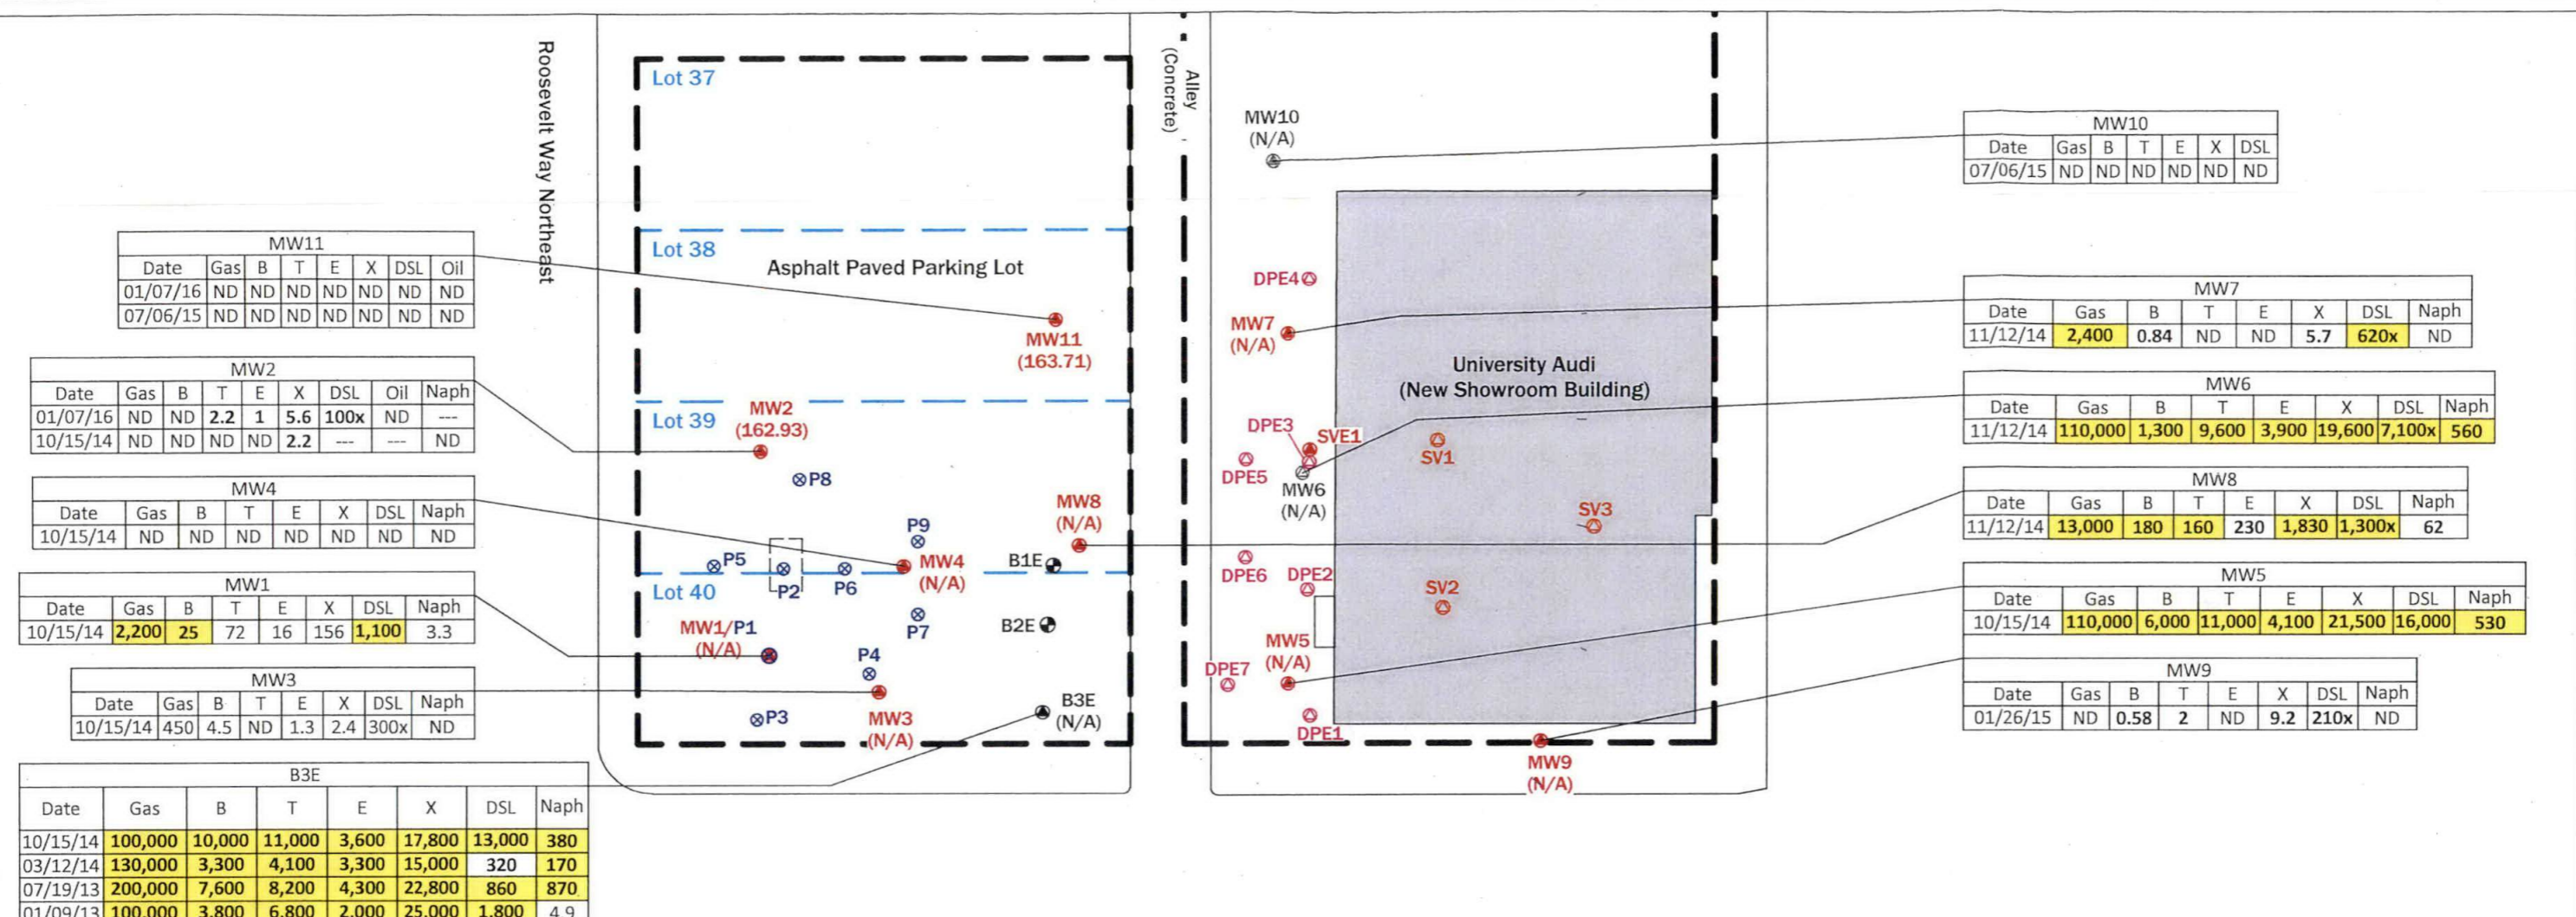 Roosevelt Way Northeast
Alley
(Concrete)
Lot 37
Lot 38
Asphalt Paved Parking Lot
Lot 39
Lot 40
MW11
(163.71)
MW2
(162.93)
P8
MW8
(N/A)
P9
P5
P2
P6
MW4
(N/A)
B1E
P7
B2E
MW1/P1
(N/A)
P4
P3
MW3
(N/A)
B3E
(N/A)
MW10
(N/A)
DPE4
MW7
(N/A)
University Audi
(New Showroom Building)
DPE3
SVE1
DPE5
MW6
(N/A)
SV1
SV3
DPE6
DPE2
SV2
MW5
(N/A)
DPE7
DPE1
MW9
(N/A)
MW11
Date Gas B T E X DSL Oil
01/07/16 ND ND ND ND ND ND ND
07/06/15 ND ND ND ND ND ND ND
MW2
Date Gas B T E X DSL Oil Naph
01/07/16 ND ND 2.2 1 5.6 100x ND ---
10/15/14 ND ND ND ND 2.2 --- --- ND
MW4
Date Gas B T E X DSL Naph
10/15/14 ND ND ND ND ND ND ND
MW1
Date Gas B T E X DSL Naph
10/15/14 2,200 25 72 16 156 1,100 3.3
MW3
Date Gas B T E X DSL Naph
10/15/14 450 4.5 ND 1.3 2.4 300x ND
B3E
Date Gas B T E X DSL Naph
10/15/14 100,000 10,000 11,000 3,600 17,800 13,000 380
03/12/14 130,000 3,300 4,100 3,300 15,000 320 170
07/19/13 200,000 7,600 8,200 4,300 22,800 860 870
01/09/13 100,000 3,800 6,800 2,000 25,000 1,800 4.9
MW10
Date Gas B T E X DSL
07/06/15 ND ND ND ND ND ND
MW7
Date Gas B T E X DSL Naph
11/12/14 2,400 0.84 ND ND 5.7 620x ND
MW6
Date Gas B T E X DSL Naph
11/12/14 110,000 1,300 9,600 3,900 19,600 7,100x 560
MW8
Date Gas B T E X DSL Naph
11/12/14 13,000 180 160 230 1,830 1,300x 62
MW5
Date Gas B T E X DSL Naph
10/15/14 110,000 6,000 11,000 4,100 21,500 16,000 530
MW9
Date Gas B T E X DSL Naph
01/26/15 ND 0.58 2 ND 9.2 210x ND